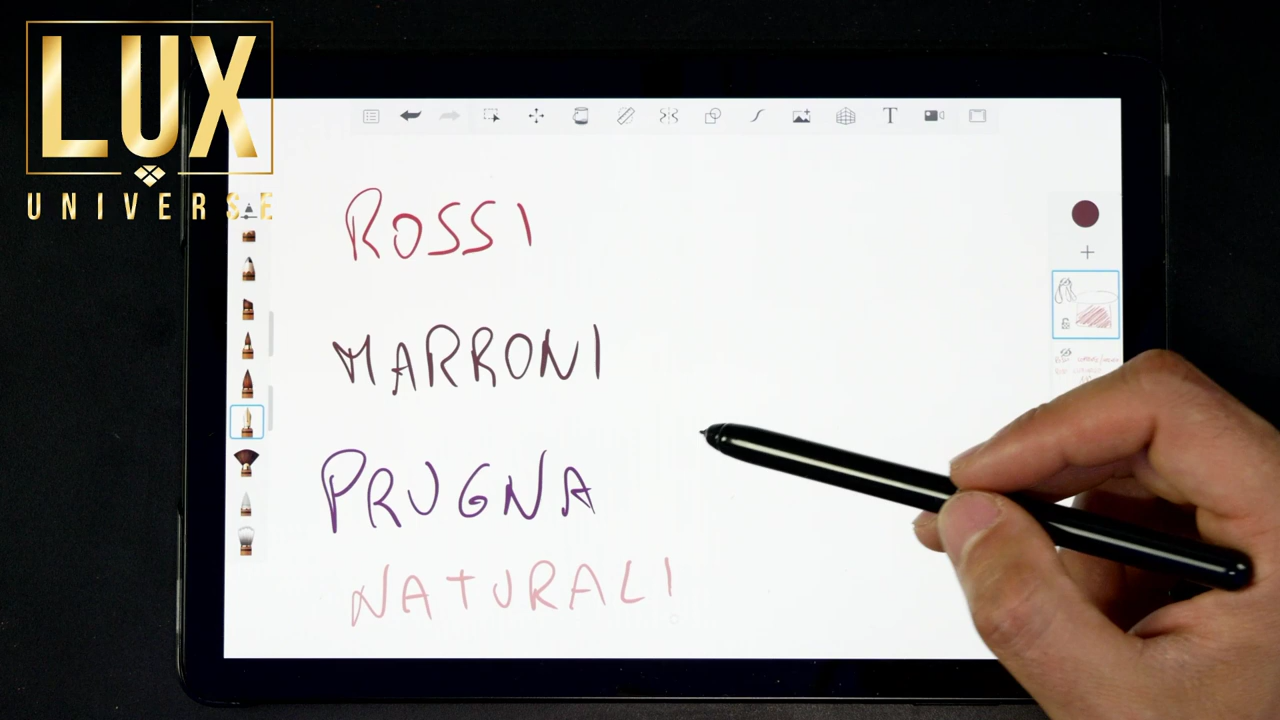 LUX
UNIVERSE
T
ROSSI
MARRONI
PRUGNA
NATURALI